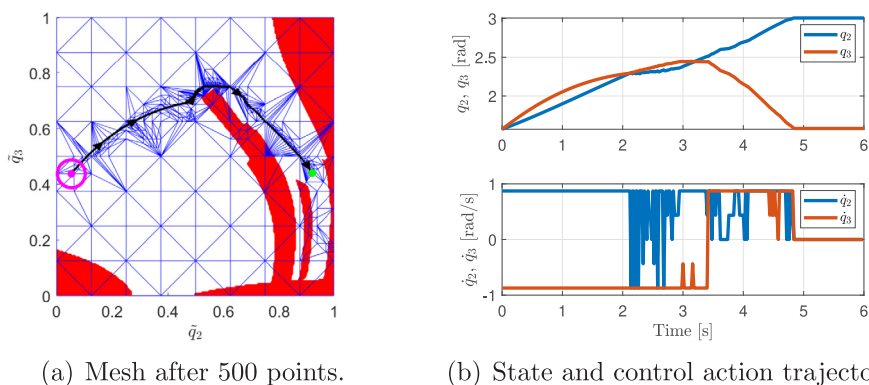 1
0.8
0.6
0.4
0.2
0
0 0.2 0.4 0.6 0.8 1
q̃3
q̃2
(a) Mesh after 500 points.
3
2.5
2
q2, q3 [rad]
q2
q3
0 1 2 3 4 5 6
1
0
-1
q̇2, q̇3 [rad/s]
q̇2
q̇3
0 1 2 3 4 5 6
Time [s]
(b) State and control action trajecto